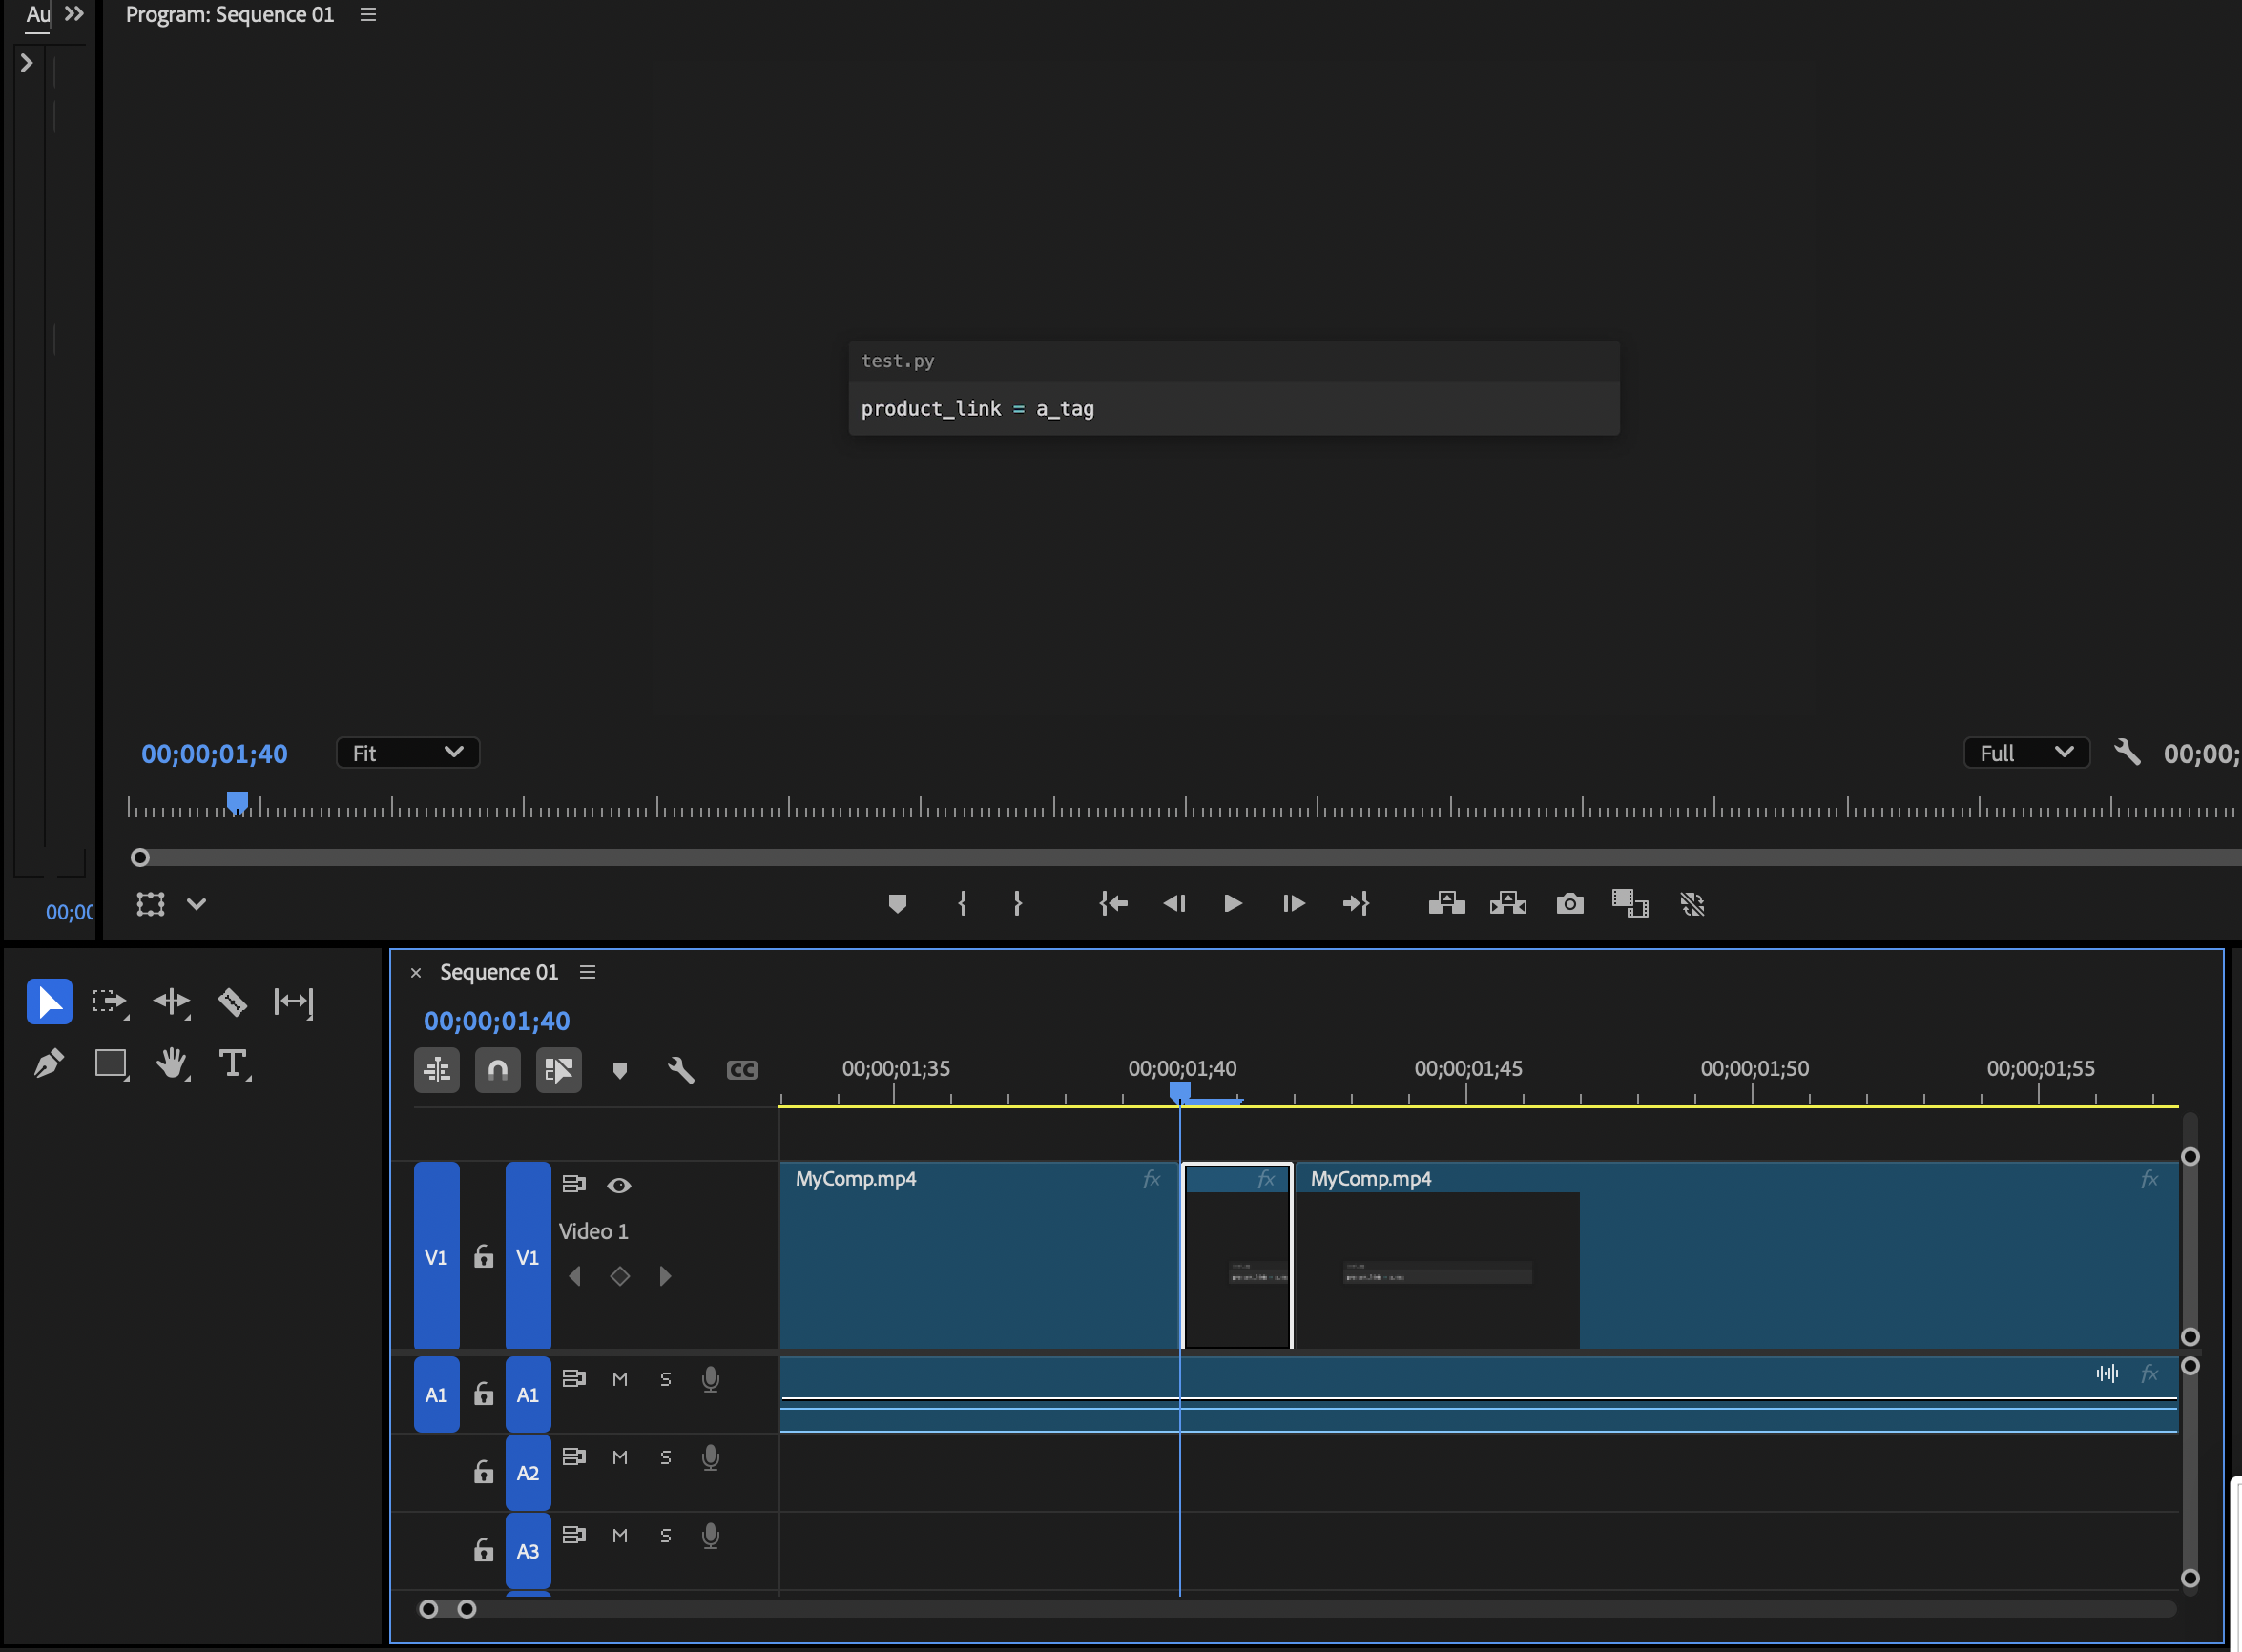 Au
Program: Sequence 01
test.py
product_link = a_tag
00;00;01;40
Fit
Full
00;00;
00;00
Sequence 01
00;00;01;40
CC
00;00;01;35
00;00;01;40
00;00;01;45
00;00;01;50
00;00;01;55
V1
V1
Video 1
MyComp.mp4
fx
fx
MyComp.mp4
fx
A1
A1
M
S
fx
A2
M
S
A3
M
S